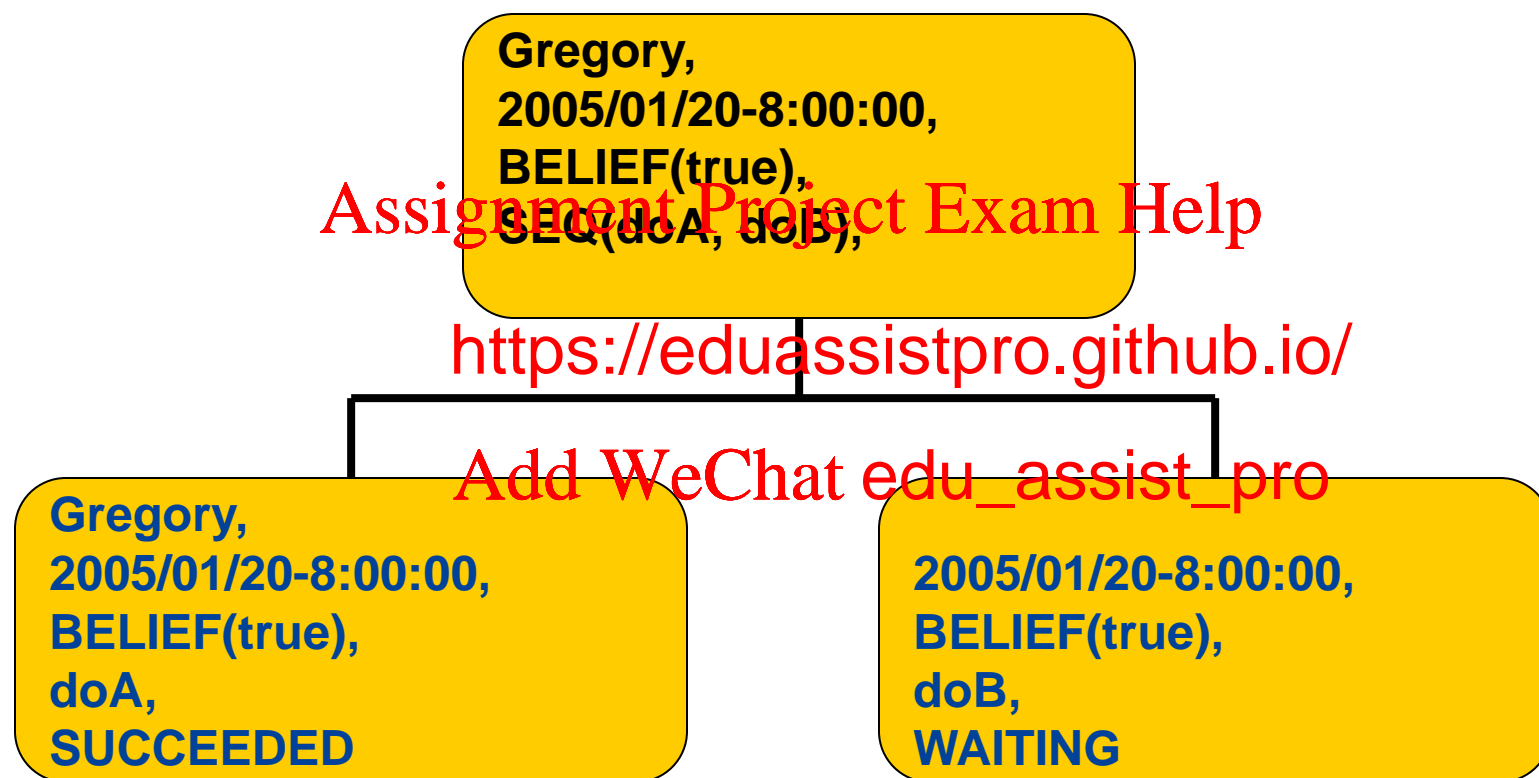 Gregory,
2005/01/20-8:00:00,
BELIEF(true),
Assignment Project Exam Help
SEQ(doA, doB),
https://eduassistpro.github.io/
Add WeChat edu_assist_pro
Gregory,
2005/01/20-8:00:00,
BELIEF(true),
doA,
SUCCEEDED
2005/01/20-8:00:00,
BELIEF(true),
doB,
WAITING